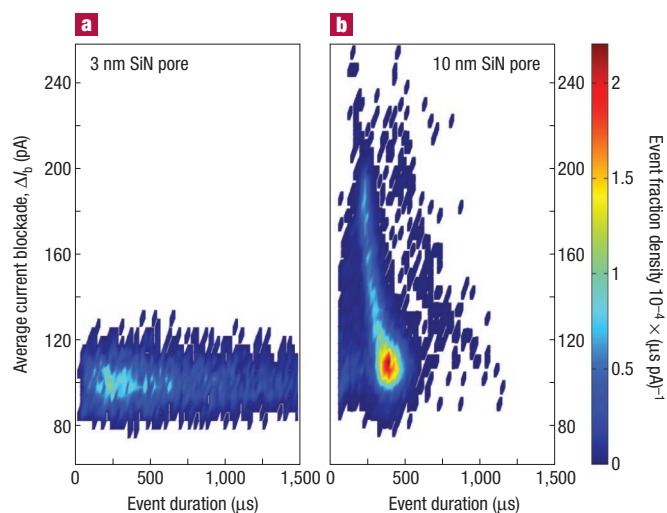 a
b
3 nm SiN pore
10 nm SiN pore
Average current blockade, ΔI_b (pA)
240
200
160
120
80
0
500
1,000
1,500
Event duration (μs)
240
200
160
120
80
0
500
1,000
1,500
Event duration (μs)
2
1.5
1
0.5
0
Event fraction density 10⁻⁴ × (μs pA)⁻¹